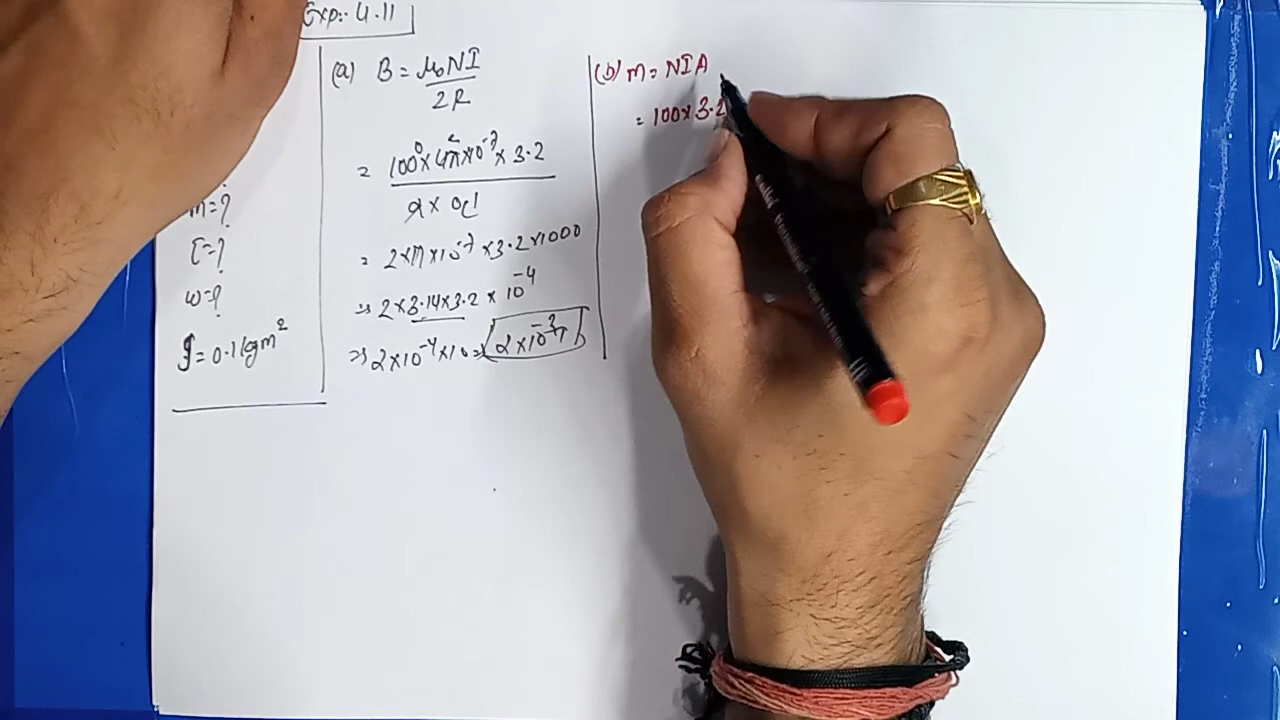 Exp:- 4.11
m=?
τ=?
ω=?
I = 0.1 kg m²
(a) B = μ₀NI
2R
= 100⁰ × 4π × 10⁻⁷ × 3.2
2 × 0.1
= 2 × π × 10⁻⁷ × 3.2 × 1000
⇒ 2 × 3.14 × 3.2 × 10⁻⁴
⇒ 2 × 10⁻⁴ × 10 ⇒ 2 × 10⁻³ T
(b) m = NIA
= 100 × 3.2